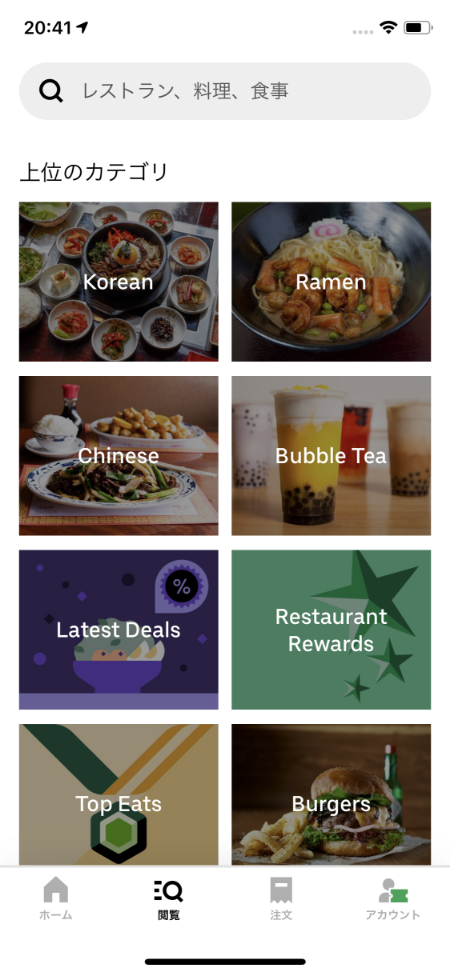 20:41
レストラン、料理、食事
上位のカテゴリ
Korean
Ramen
Chinese
Bubble Tea
%
Latest Deals
Restaurant
Rewards
Top Eats
Burgers
ホーム
閲覧
注文
アカウント